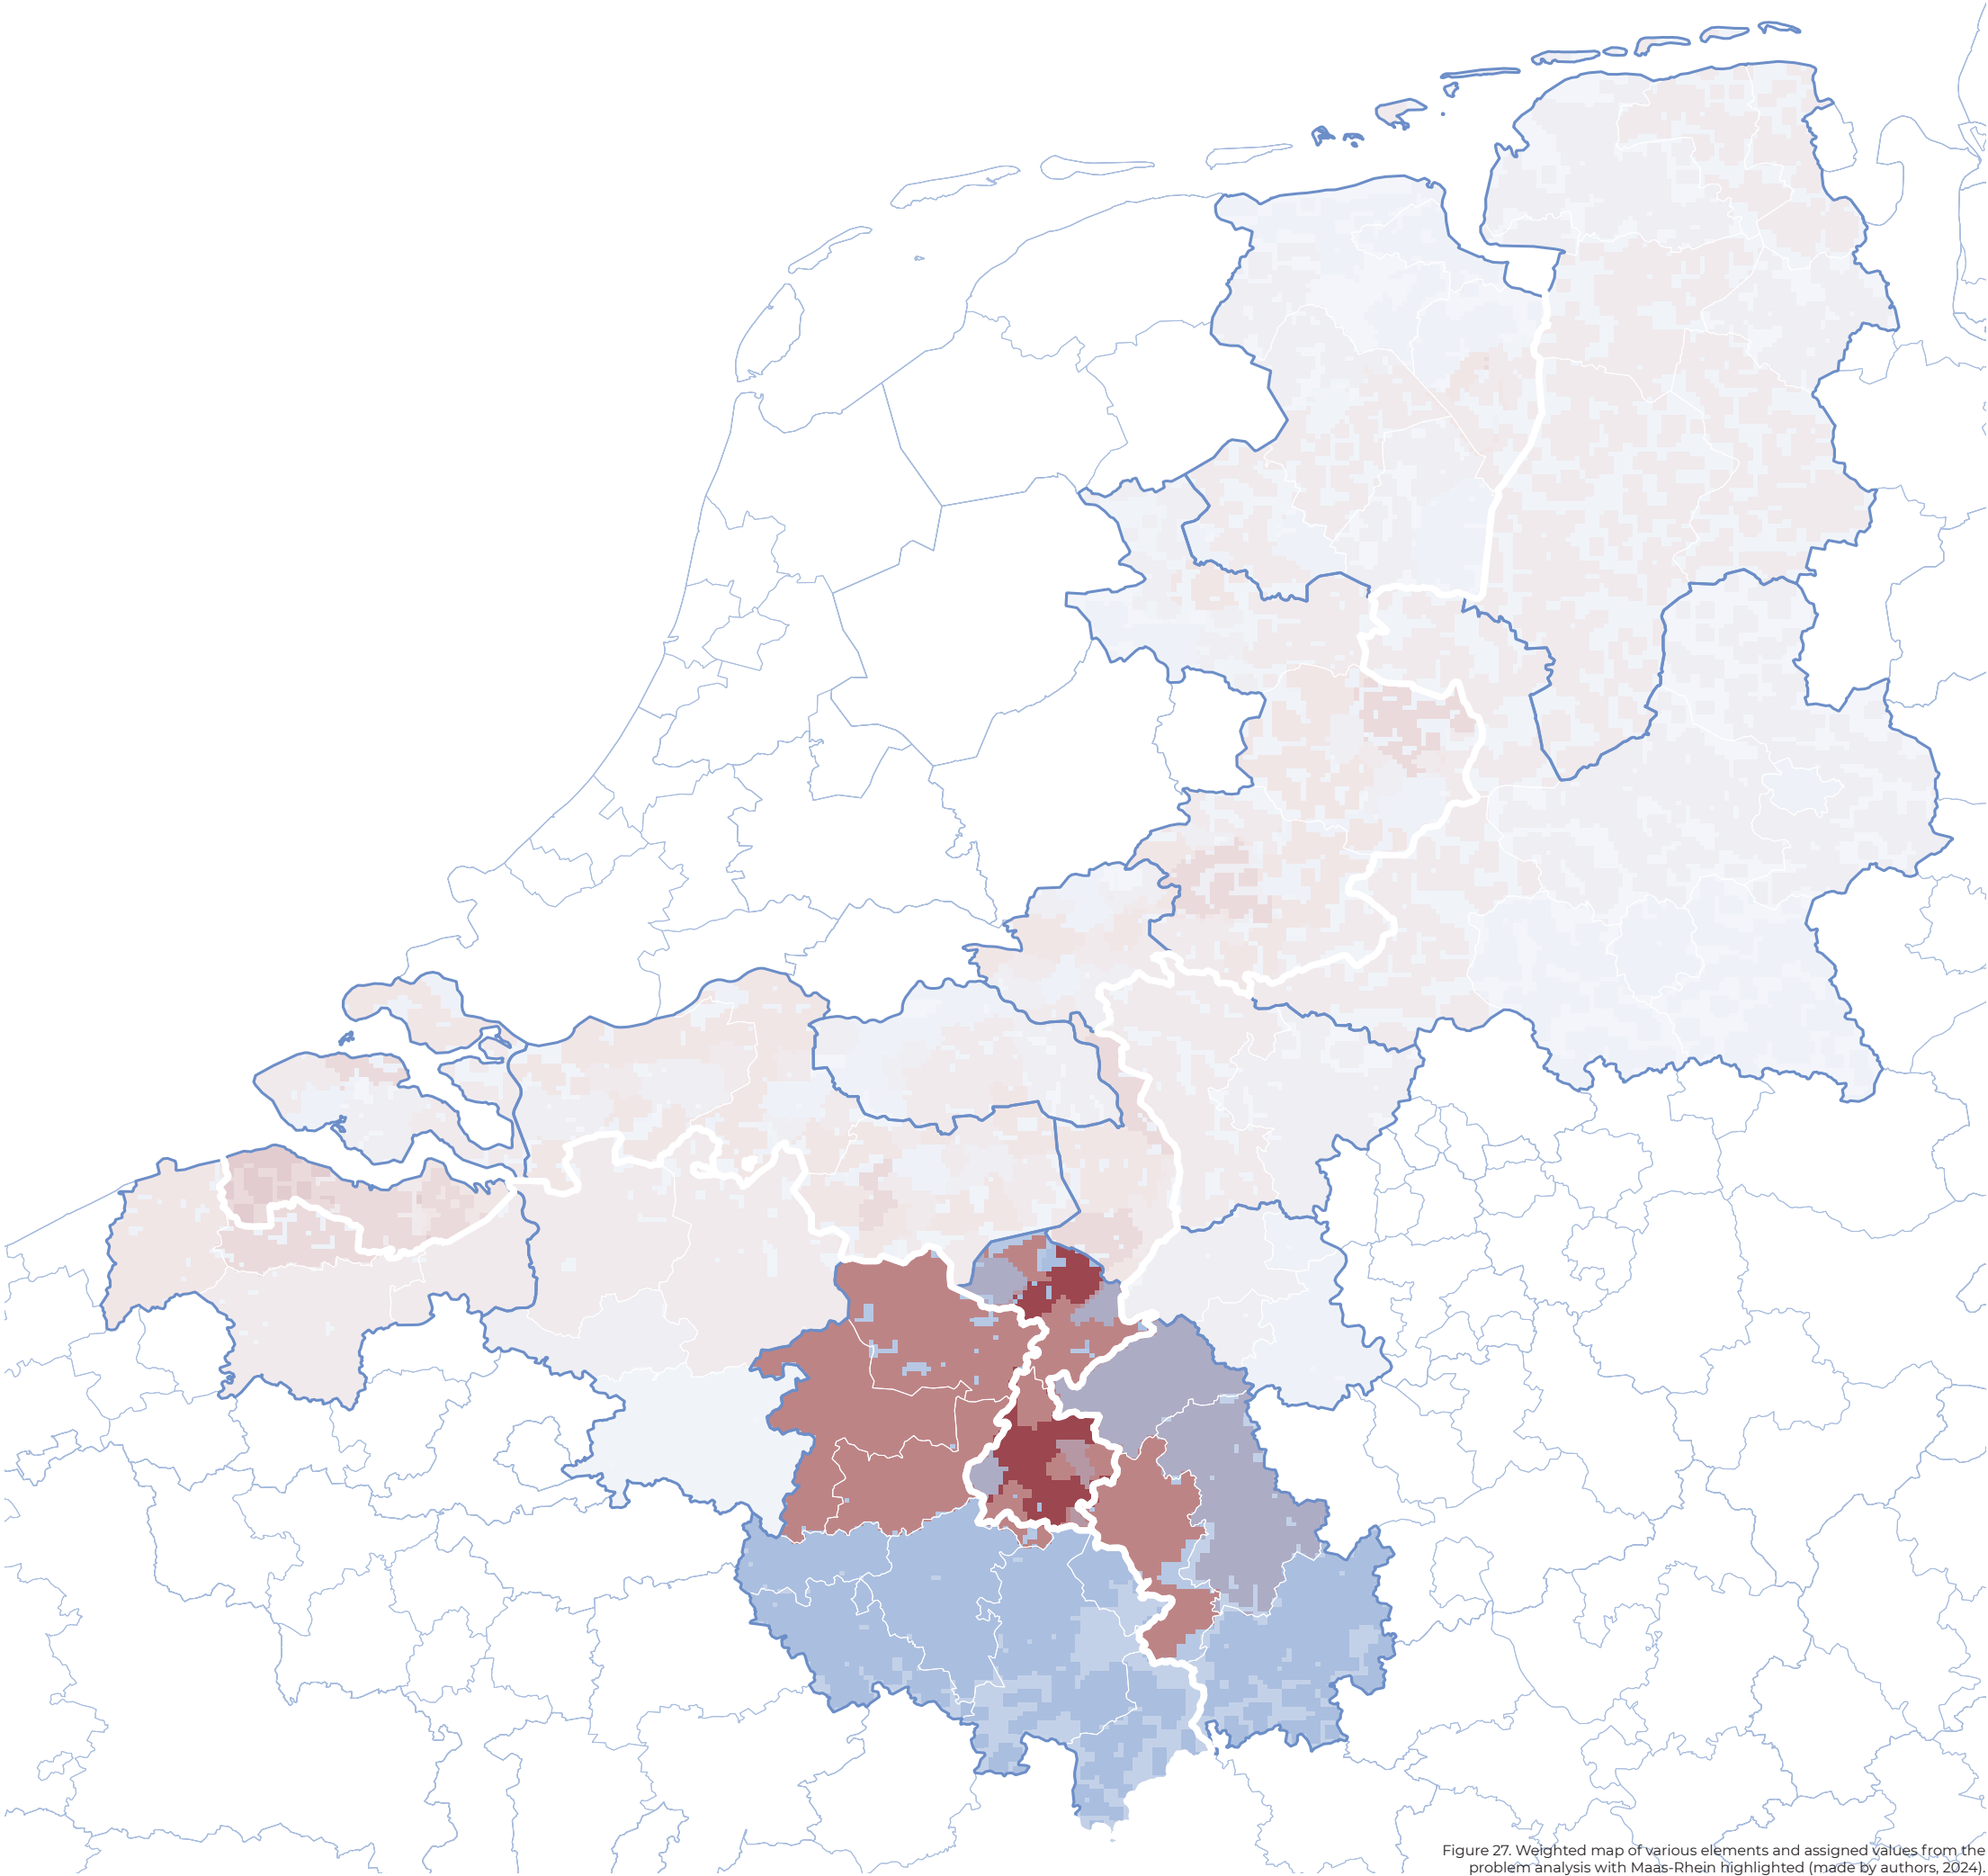 Figure 27. Weighted map of various elements and assigned values from the
problem analysis with Maas-Rhein highlighted (made by authors, 2024)